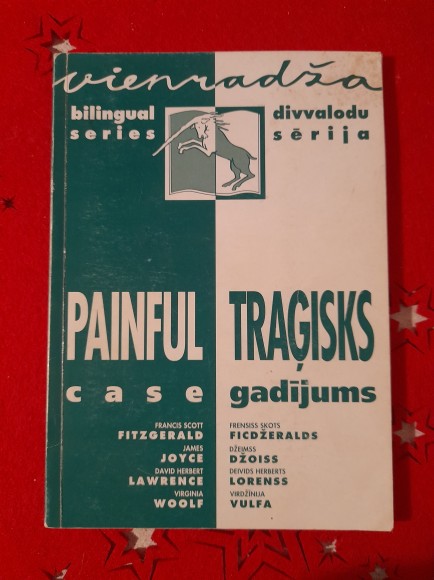 vienradža
bilingual
series
divvalodu
sērija
PAINFUL
case
TRAĢISKS
gadījums
FRANCIS SCOTT
FITZGERALD
JAMES
JOYCE
DAVID HERBERT
LAWRENCE
VIRGINIA
WOOLF
FRENSISS SKOTS
FICDŽERALDS
DŽEIMSS
DŽOISS
DEIVIDS HERBERTS
LORENSS
VIRDŽĪNIJA
VULFA